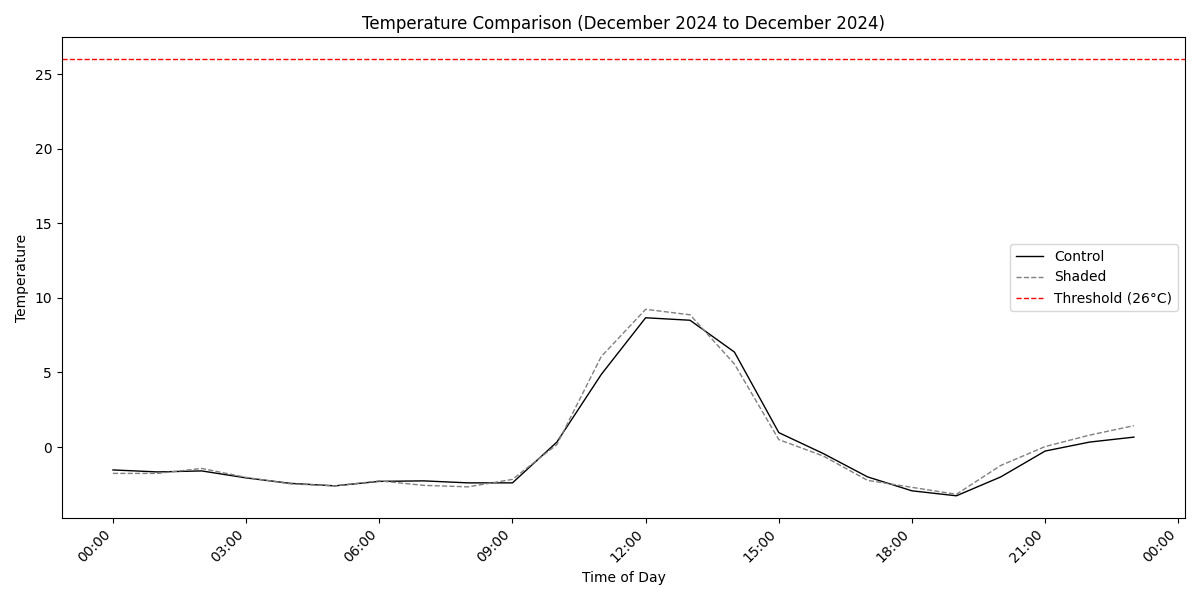 Temperature Comparison (December 2024 to December 2024)
Temperature
25
20
15
10
5
0
Control
Shaded
Threshold (26°C)
00:00
03:00
06:00
09:00
12:00
15:00
18:00
21:00
00:00
Time of Day